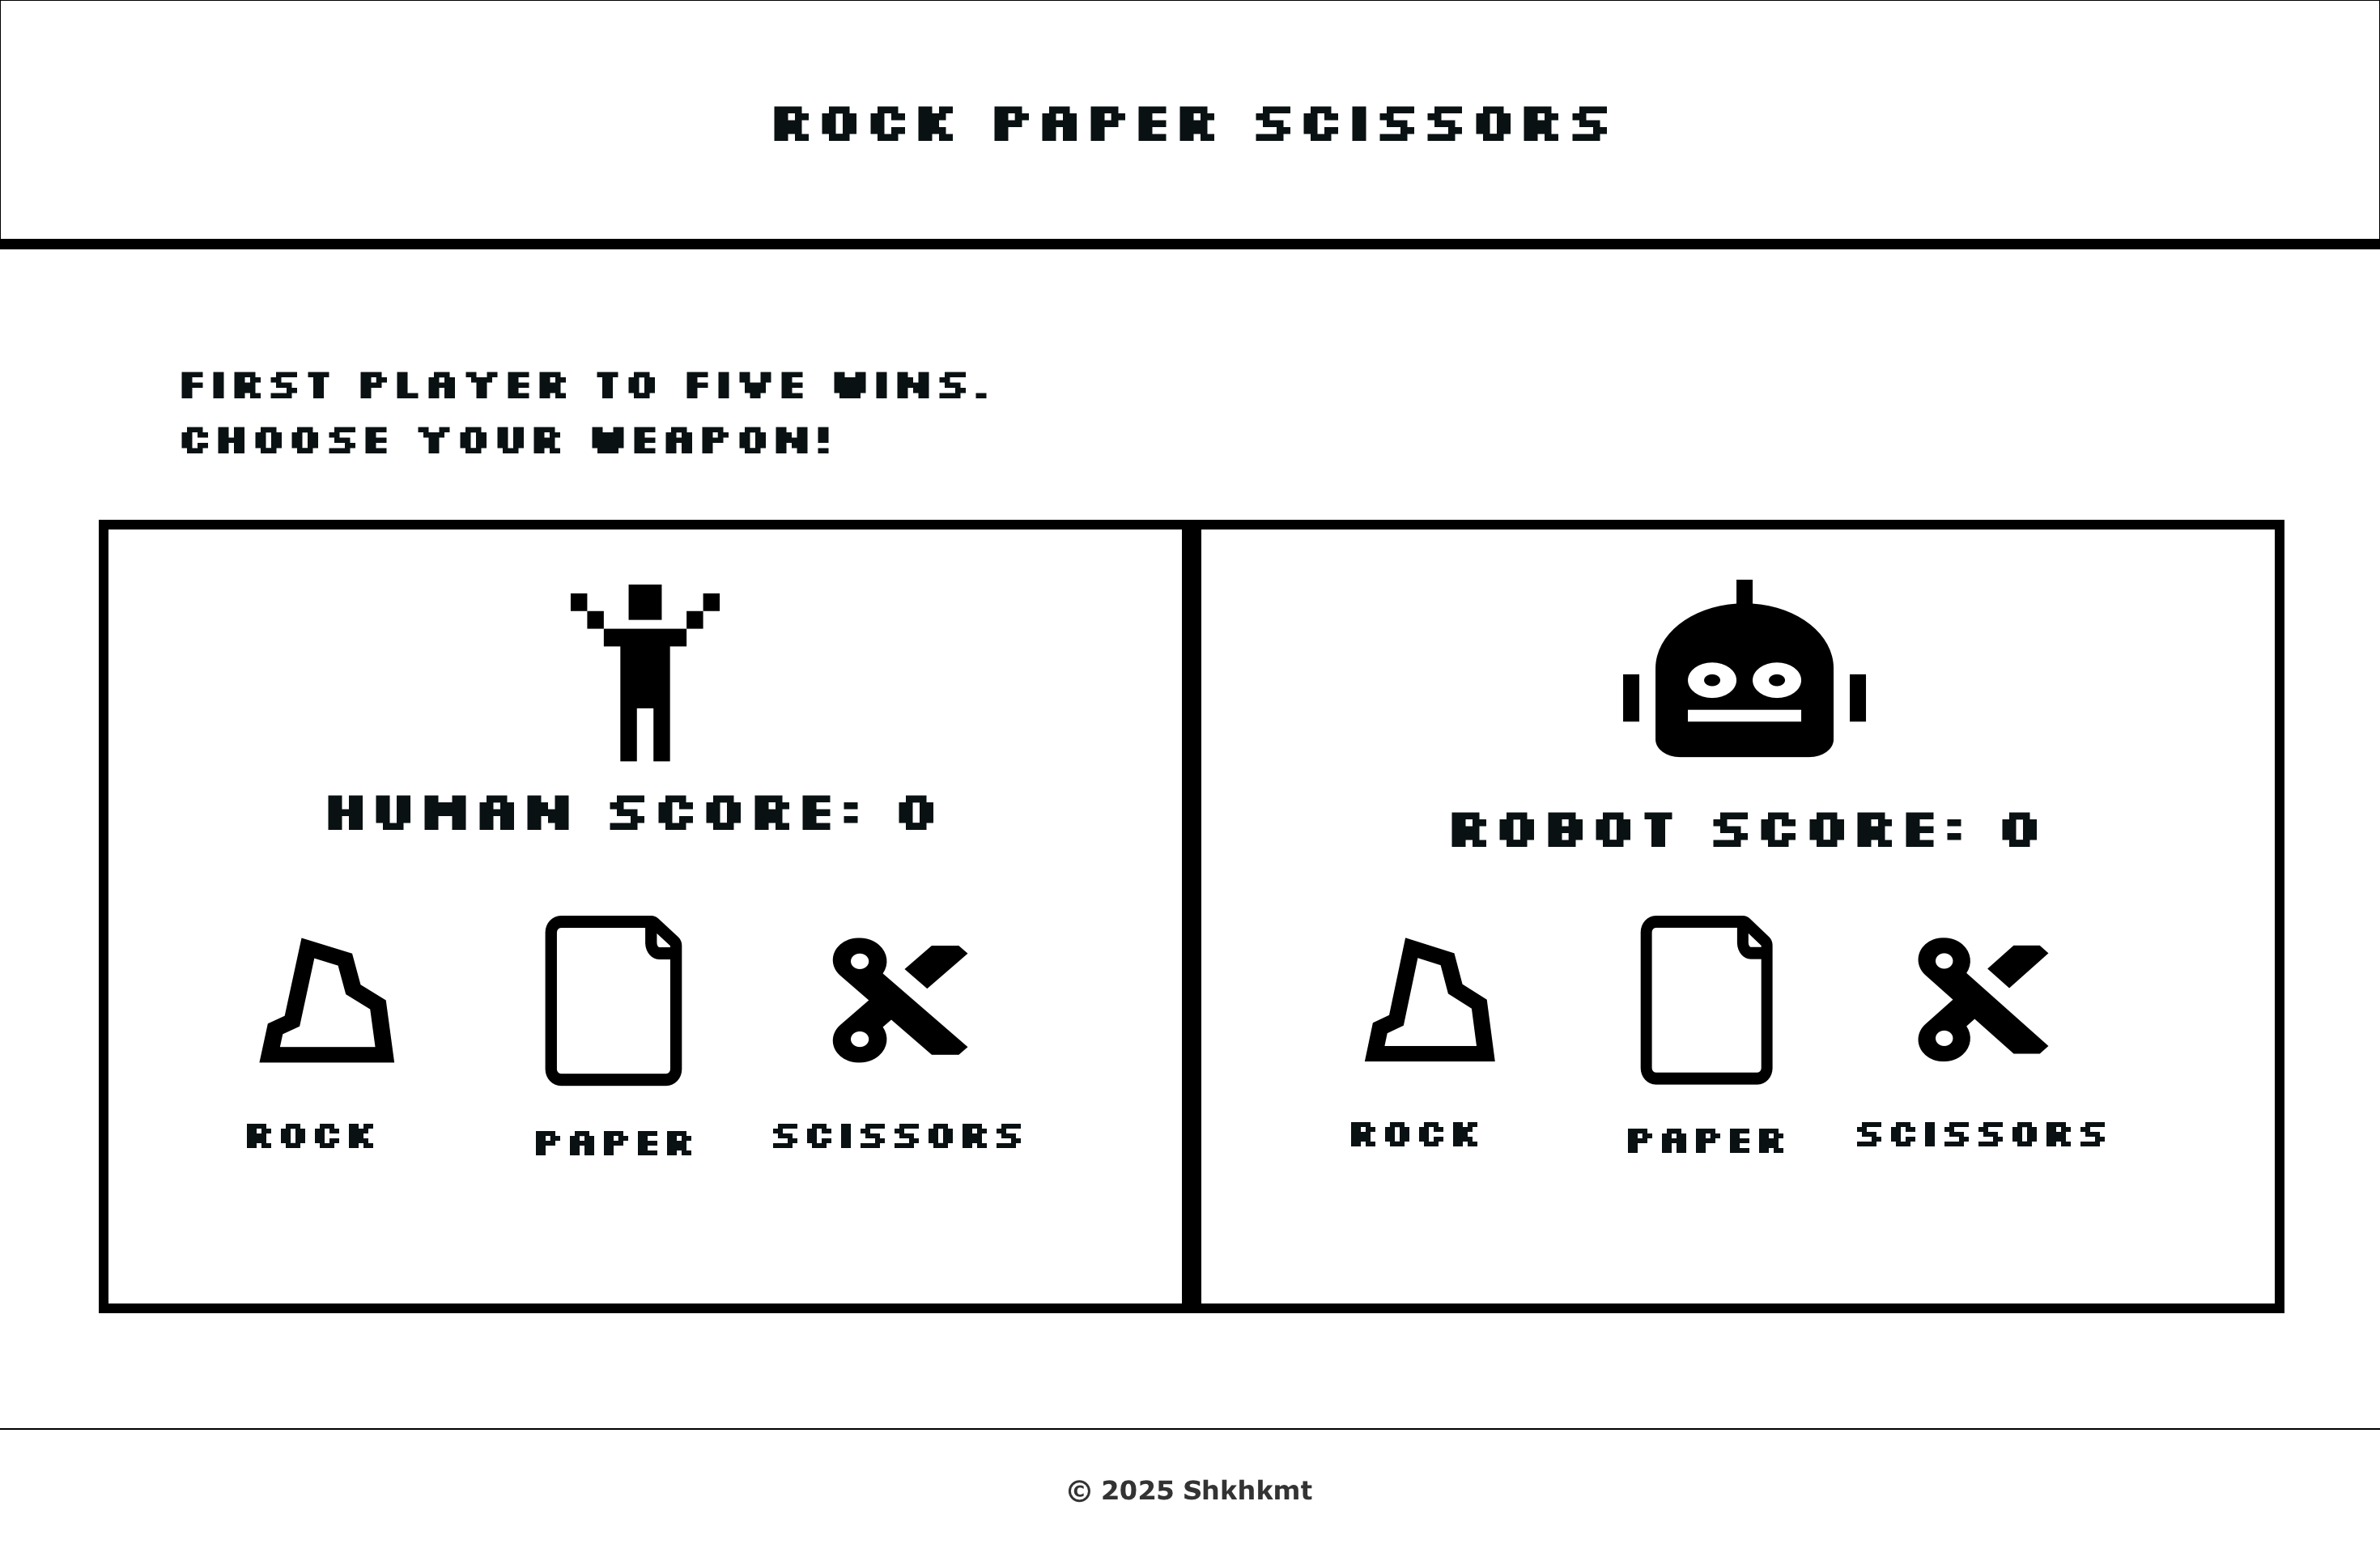 ROCK PAPER SCISSORS
FIRST PLAYER TO FIVE WINS.
CHOOSE YOUR WEAPON!
HUMAN SCORE: 0
ROCK
PAPER
SCISSORS
ROBOT SCORE: 0
ROCK
PAPER
SCISSORS
© 2025 Shkhkmt